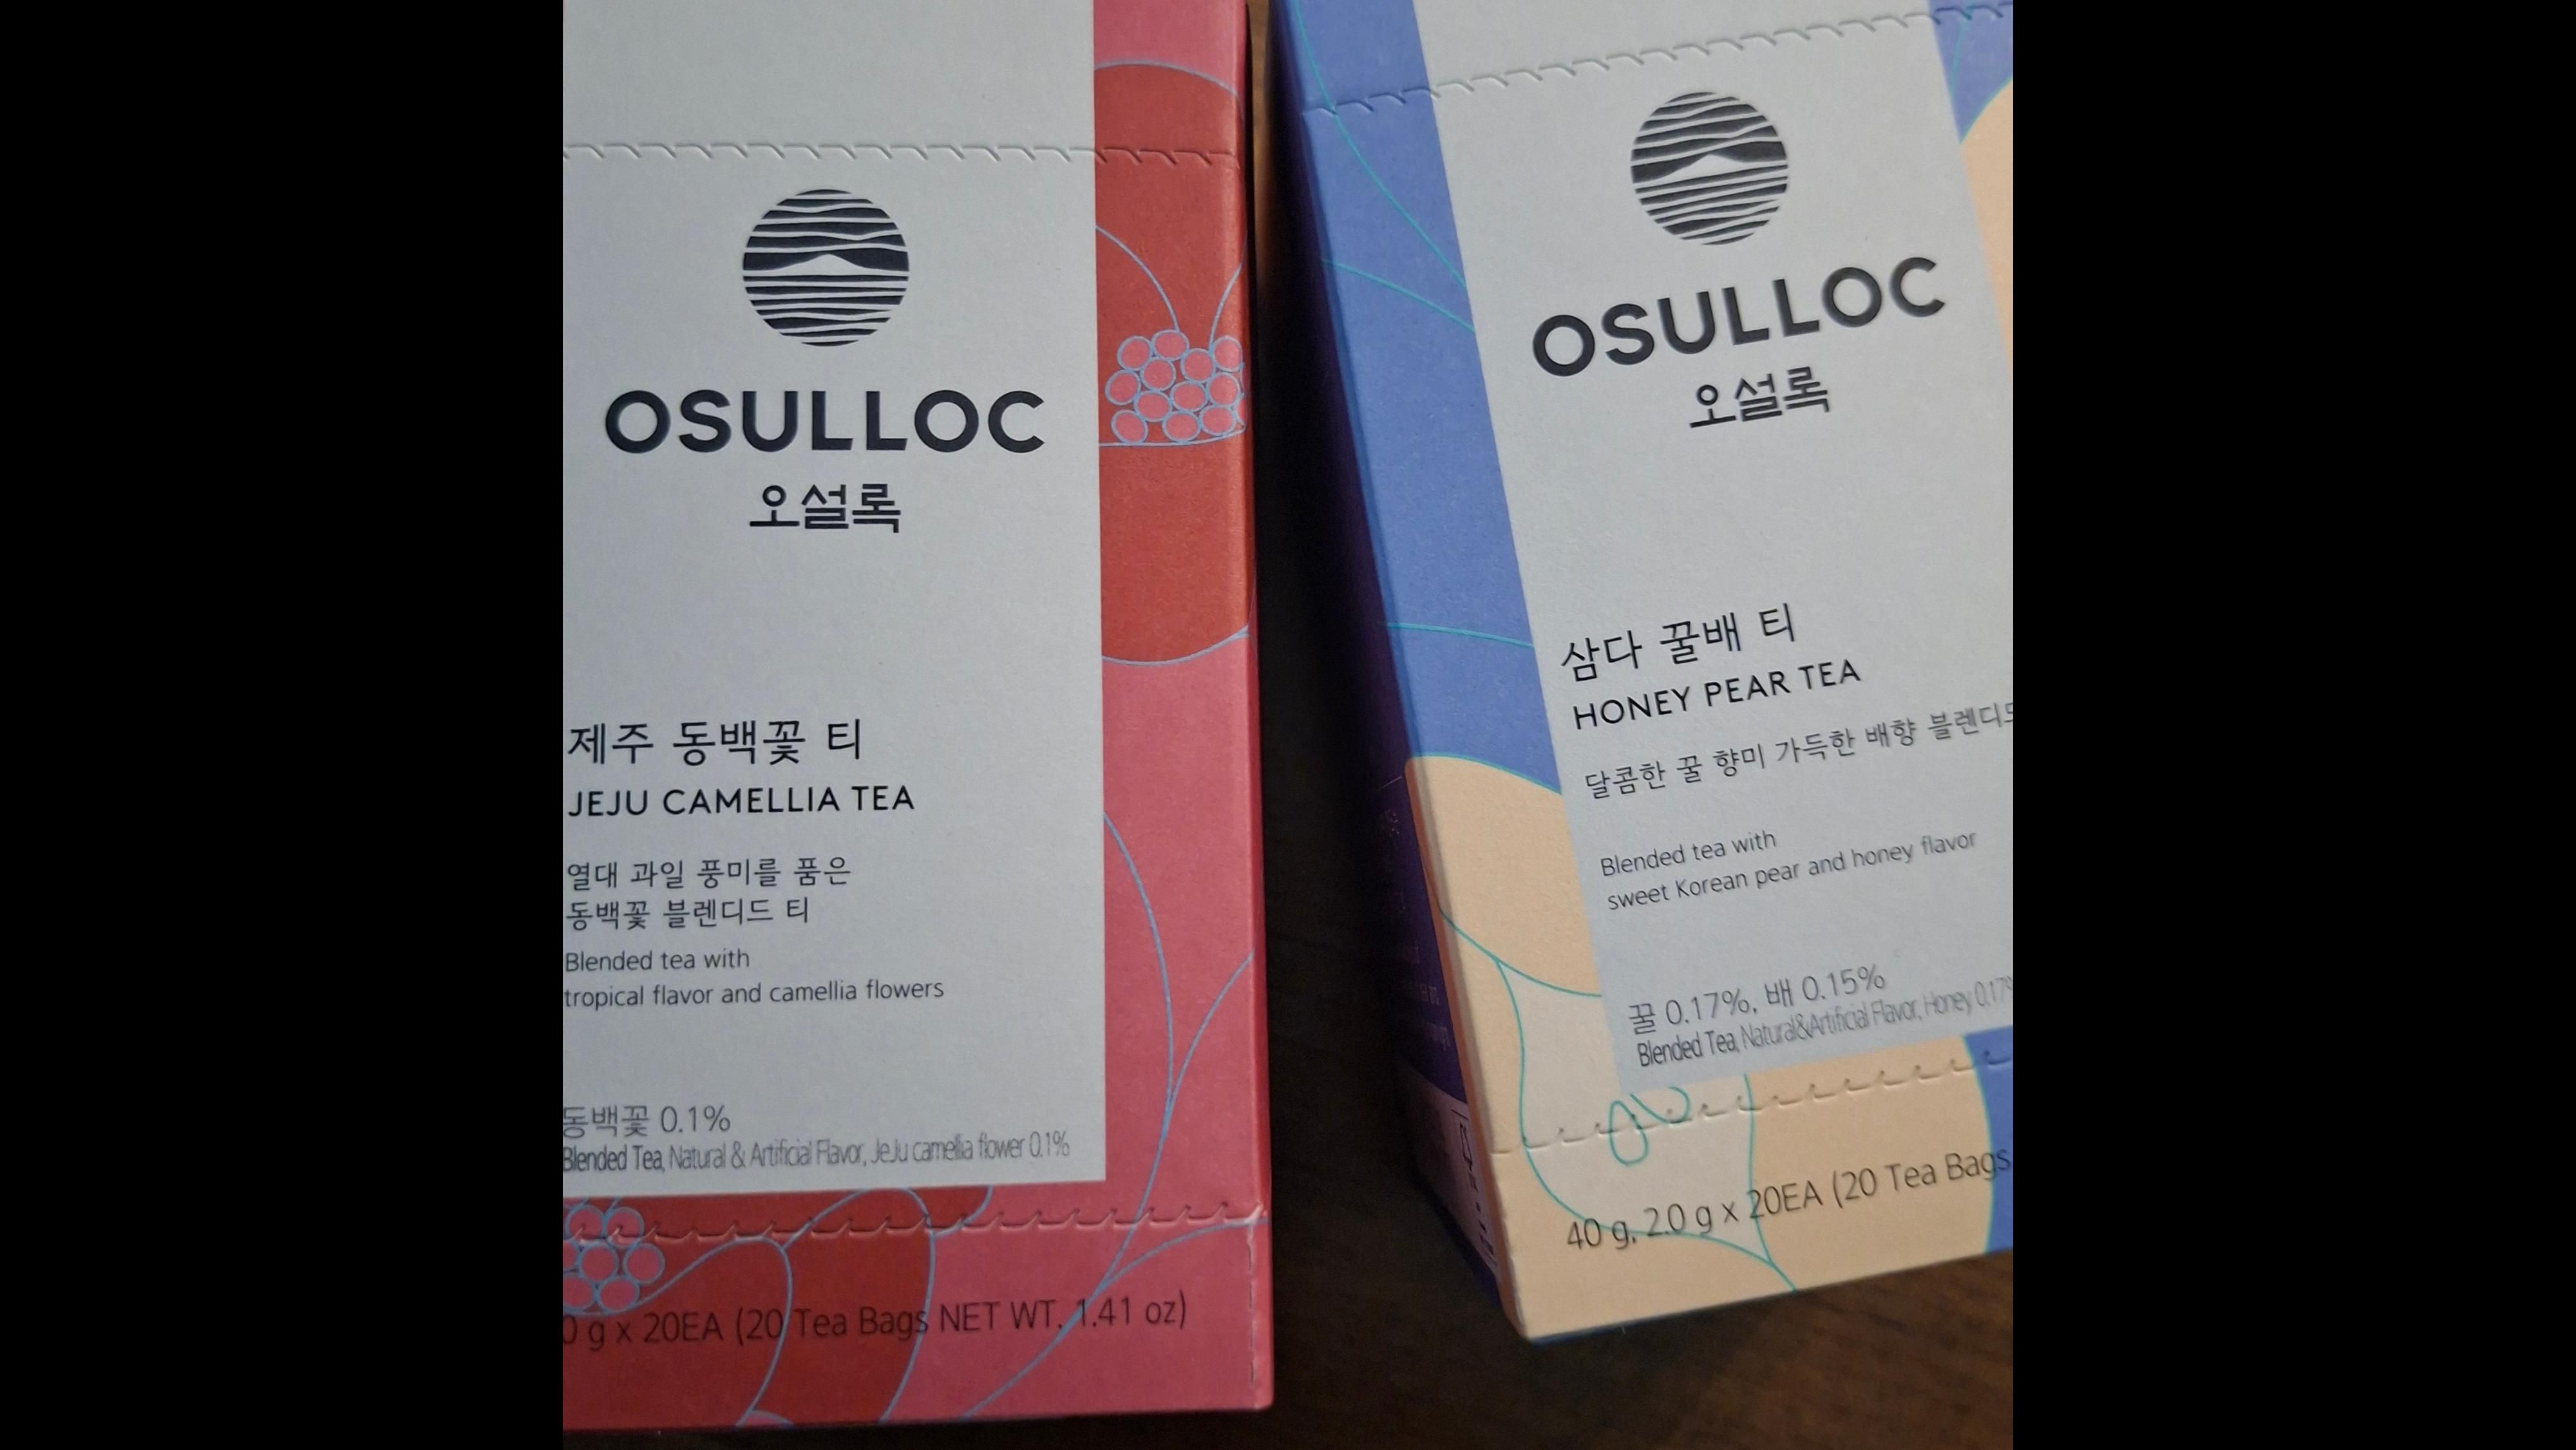 OSULLOC
오설록
제주 동백꽃 티
JEJU CAMELLIA TEA
열대 과일 풍미를 품은
동백꽃 블렌디드 티
Blended tea with
tropical flavor and camellia flowers
동백꽃 0.1%
Blended Tea, Natural & Artificial Flavor, JeJu camellia flower 0.1%
0 g x 20EA (20 Tea Bags NET WT. 1.41 oz)
OSULLOC
오설록
삼다 꿀배 티
HONEY PEAR TEA
달콤한 꿀 향미 가득한 배향 블렌디드
Blended tea with
sweet Korean pear and honey flavor
꿀 0.17%, 배 0.15%
Blended Tea, Natural&Artificial Flavor, Honey 0.17%
40 g, 2.0 g x 20EA (20 Tea Bags